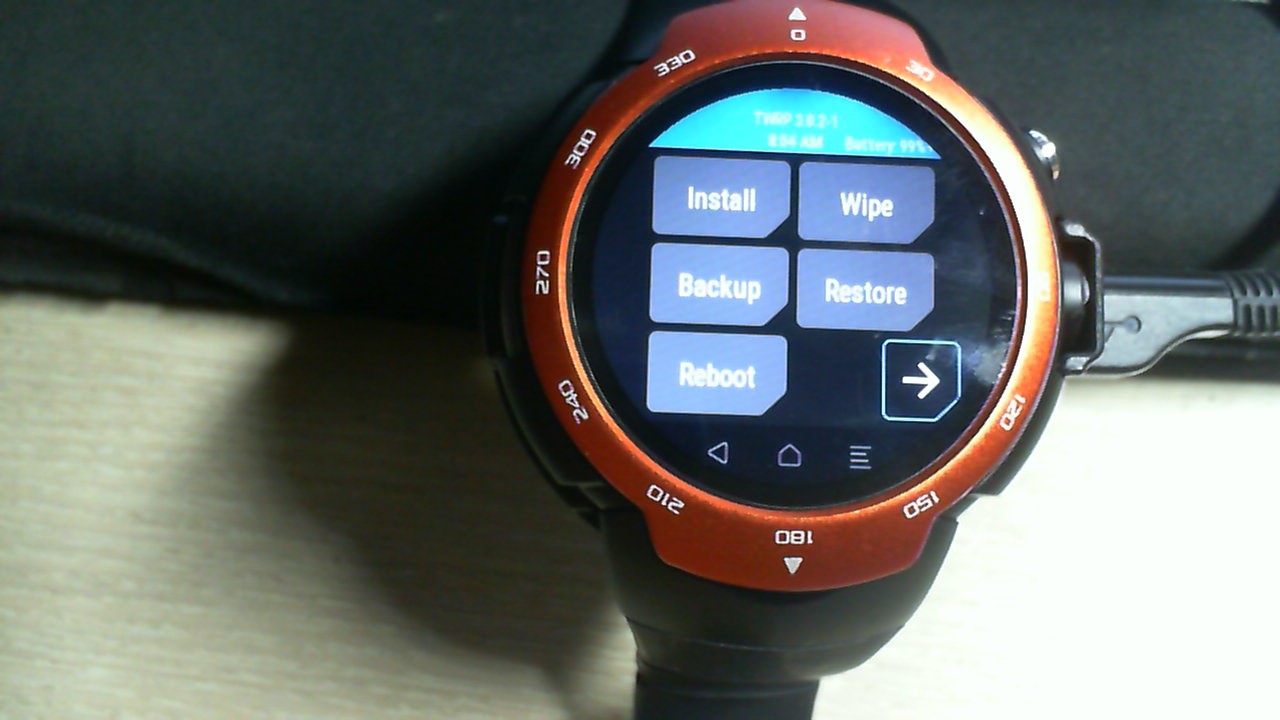 0
330
30
TWRP 3.0.2-1
8:04 AM Battery 99%+
300
Install
Wipe
270
Backup
Restore
Reboot
240
120
210
150
180